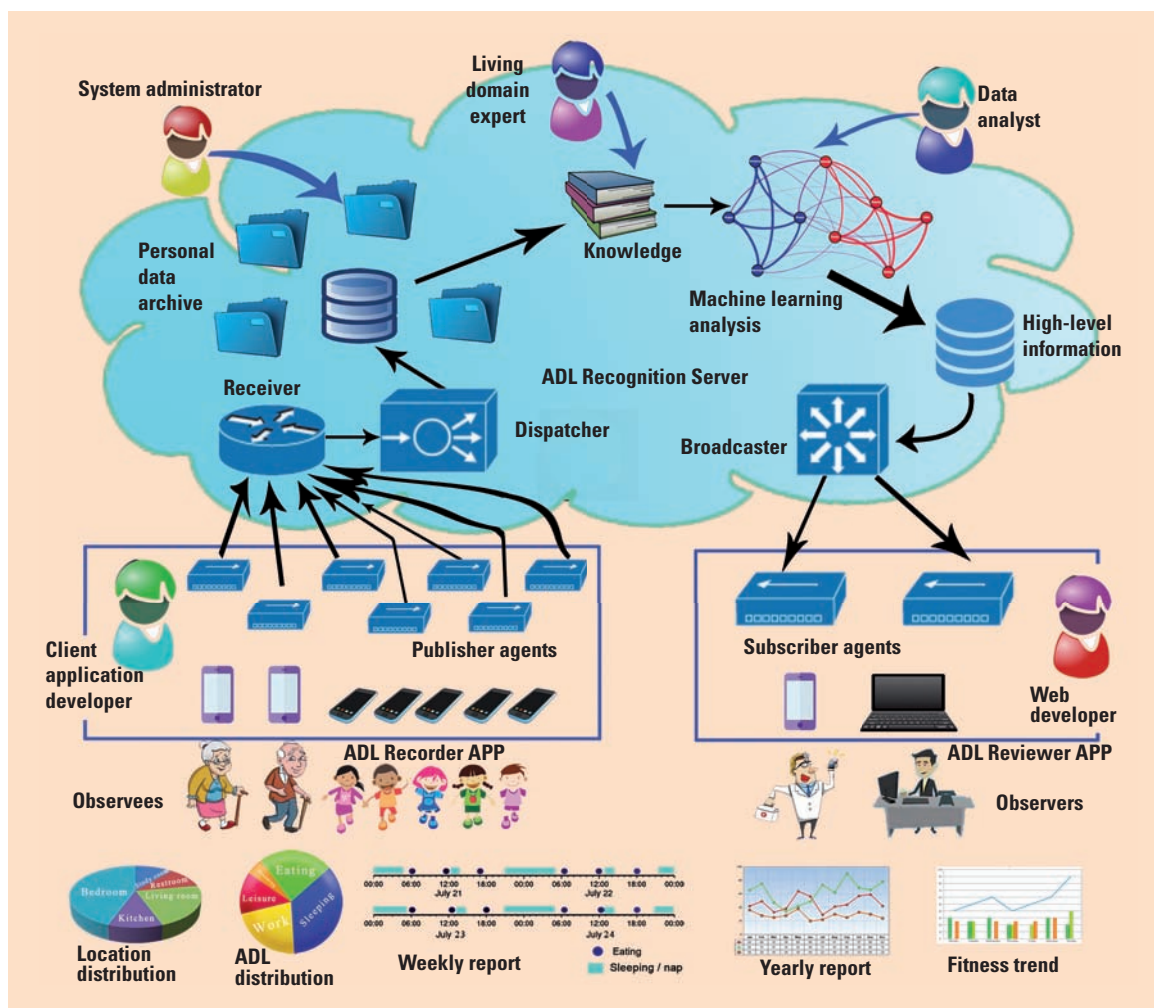 System administrator
Living
domain
expert
Data
analyst
Personal
data
archive
Knowledge
Machine learning
analysis
High-level
information
Receiver
ADL Recognition Server
Dispatcher
Broadcaster
Client
application
developer
Publisher agents
Subscriber agents
Web
developer
ADL Recorder APP
ADL Reviewer APP
Observees
Observers
Bedroom
Restroom
Living room
Kitchen
Location
distribution
Eating
Leisure
Sleeping
Work
ADL
distribution
00:00 06:00 12:00 18:00 00:00 06:00 12:00 18:00 00:00
July 21 July 22
00:00 06:00 12:00 18:00 00:00 06:00 12:00 18:00 00:00
July 23 July 24
Weekly report
Eating
Sleeping / nap
Yearly report
Fitness trend